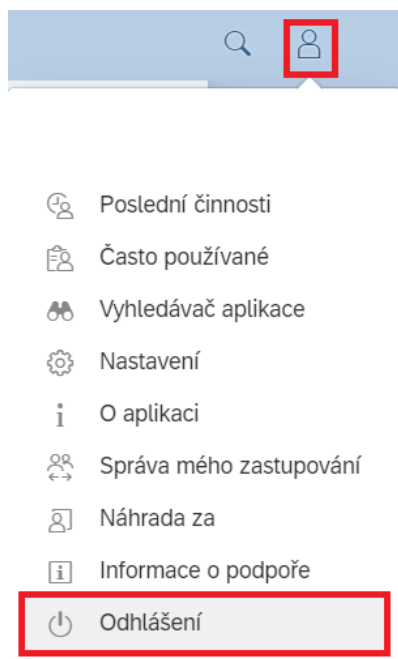 Poslední činnosti
Často používané
Vyhledávač aplikace
Nastavení
O aplikaci
Správa mého zastupování
Náhrada za
Informace o podpoře
Odhlášení